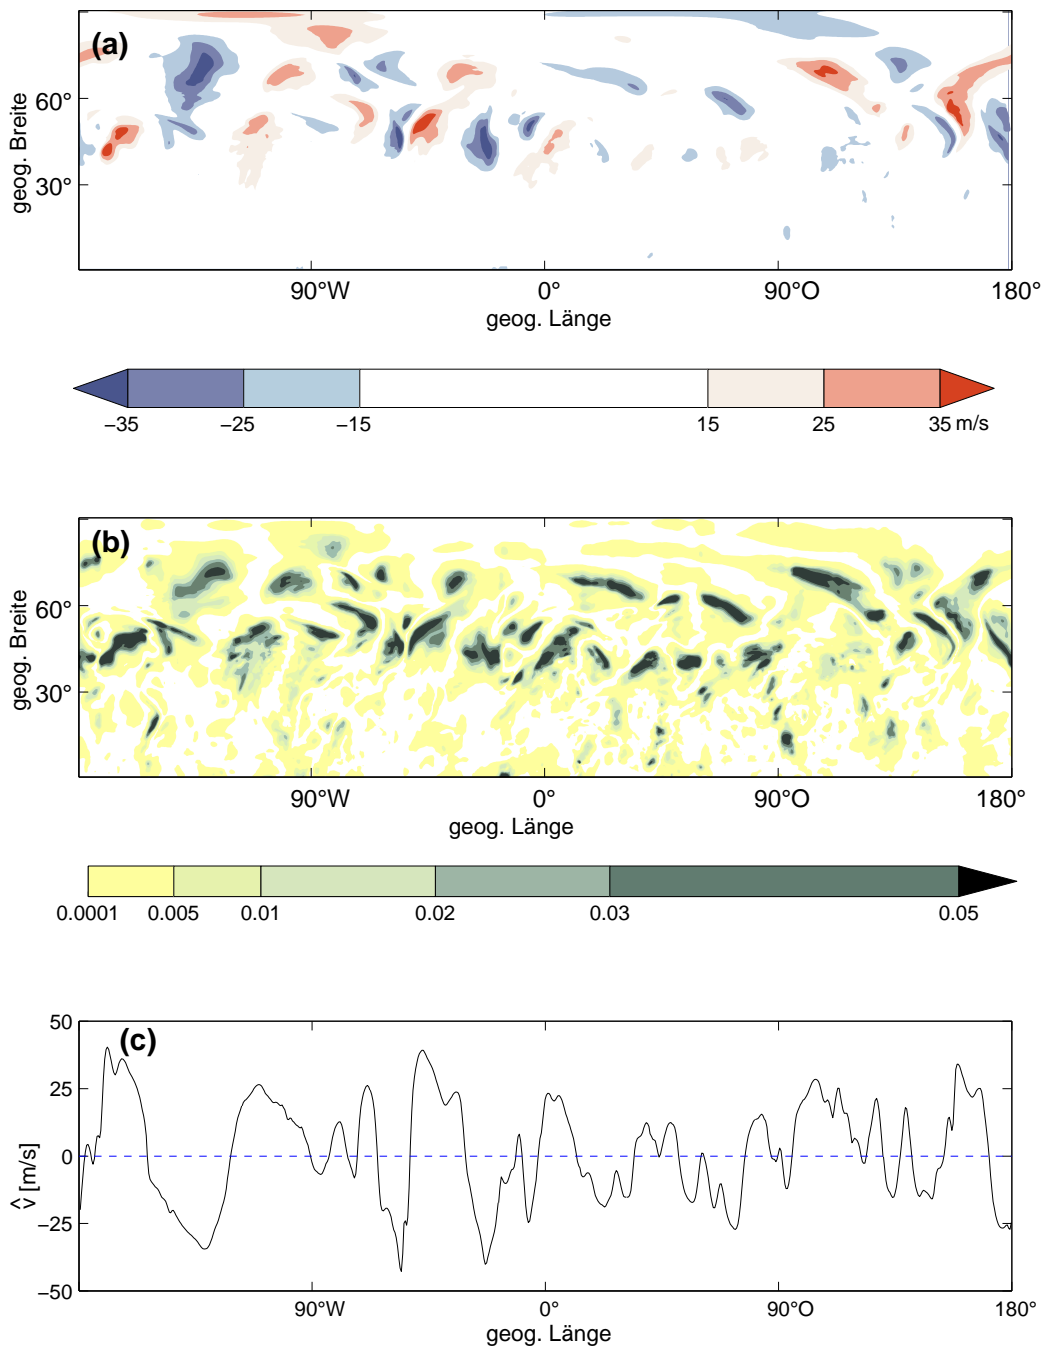 (a)
geog. Breite
60°
30°
90°W 0° 90°O 180°
geog. Länge
−35 −25 −15 15 25 35 m/s
(b)
geog. Breite
60°
30°
90°W 0° 90°O 180°
geog. Länge
0.0001 0.005 0.01 0.02 0.03 0.05
(c)
v̂ [m/s]
50
25
0
−25
−50
90°W 0° 90°O 180°
geog. Länge